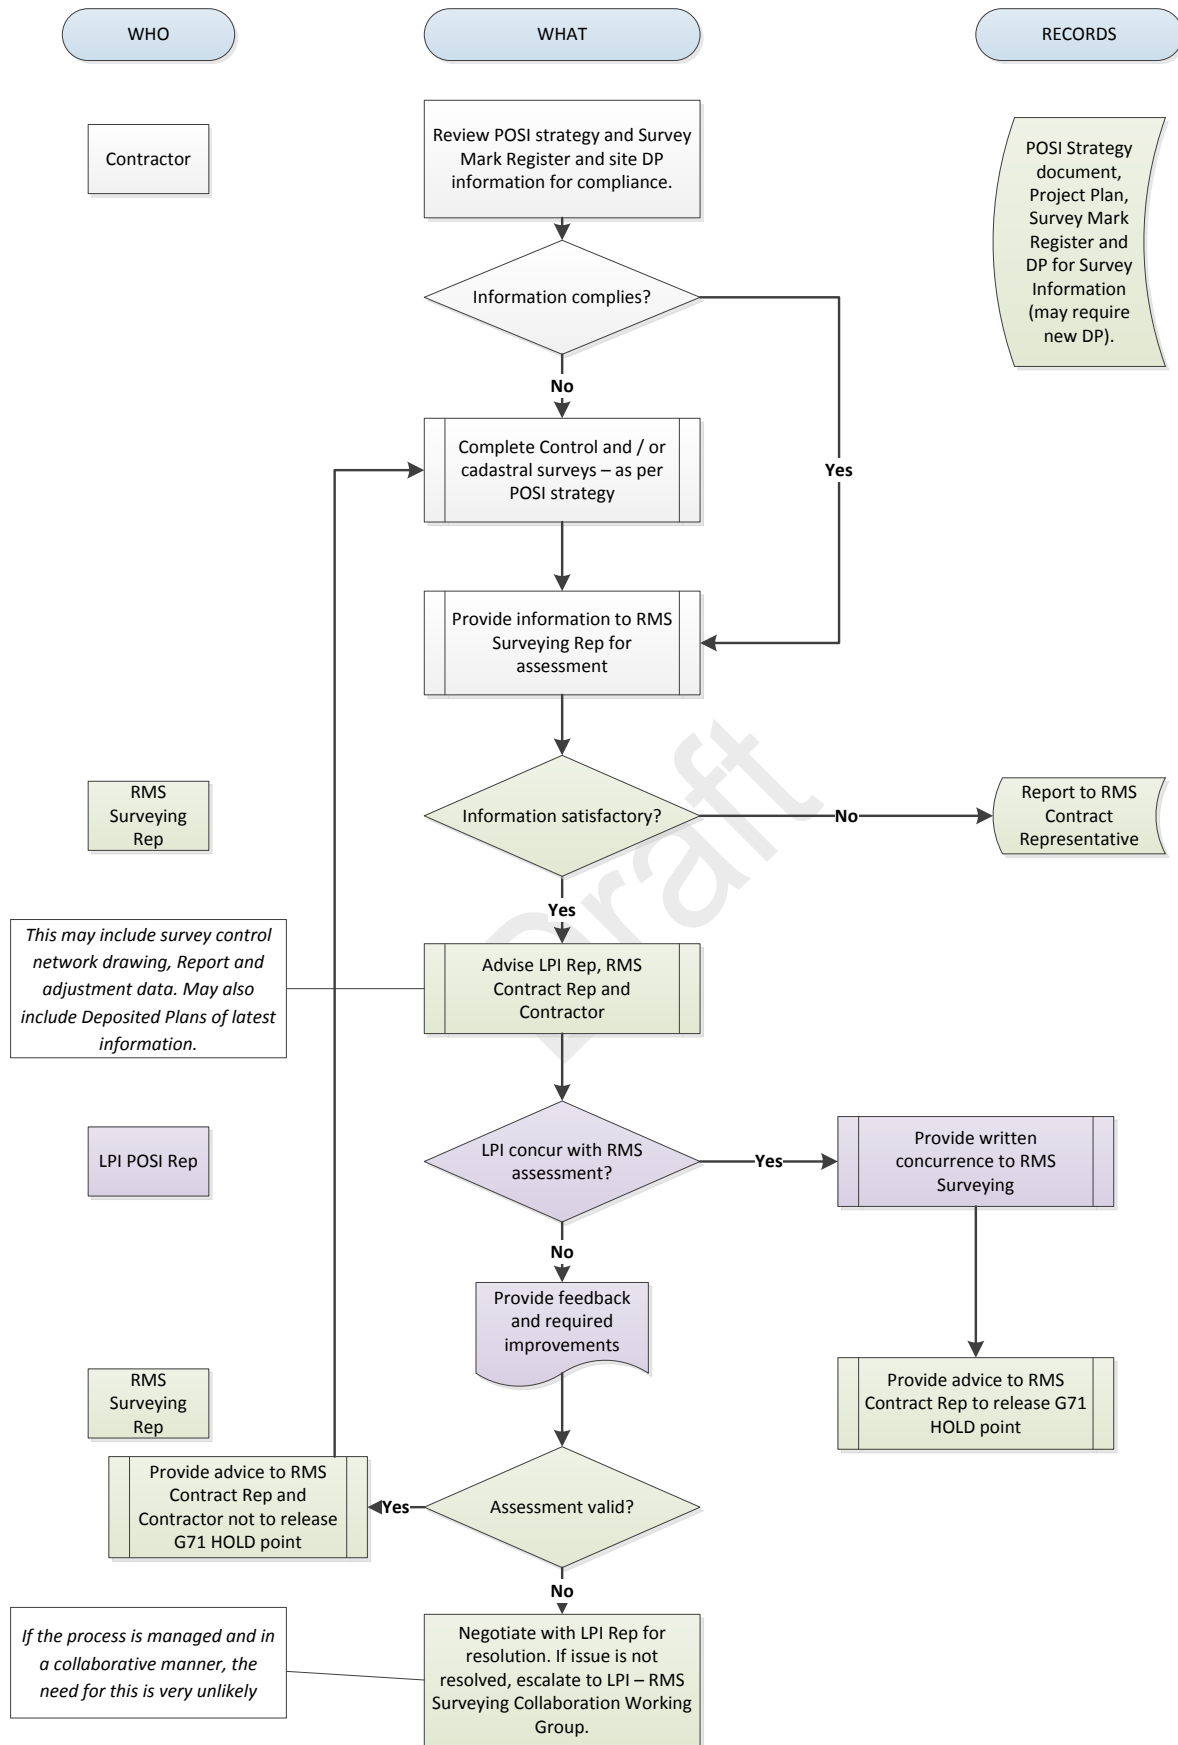 WHO
WHAT
RECORDS
Contractor
Review POSI strategy and Survey
Mark Register and site DP
information for compliance.
POSI Strategy
document,
Project Plan,
Survey Mark
Register and
DP for Survey
Information
(may require
new DP).
Information complies?
No
Yes
Complete Control and / or
cadastral surveys – as per
POSI strategy
Provide information to RMS
Surveying Rep for
assessment
RMS
Surveying
Rep
Information satisfactory?
No
Report to RMS
Contract
Representative
Yes
Draft
This may include survey control
network drawing, Report and
adjustment data. May also
include Deposited Plans of latest
information.
Advise LPI Rep, RMS
Contract Rep and
Contractor
LPI POSI Rep
LPI concur with RMS
assessment?
Yes
Provide written
concurrence to RMS
Surveying
No
Provide feedback
and required
improvements
RMS
Surveying
Rep
Provide advice to RMS
Contract Rep to release G71
HOLD point
Provide advice to RMS
Contract Rep and
Contractor not to release
G71 HOLD point
Yes
Assessment valid?
No
If the process is managed and in
a collaborative manner, the
need for this is very unlikely
Negotiate with LPI Rep for
resolution. If issue is not
resolved, escalate to LPI – RMS
Surveying Collaboration Working
Group.